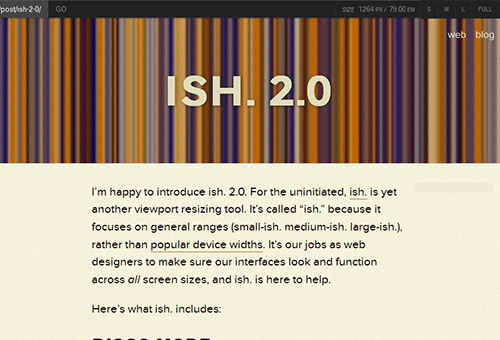 /post/ish-2-0/ GO SIZE 1264 PX / 79.00 EM S M L FULL
web blog
ISH. 2.0
I'm happy to introduce ish. 2.0. For the uninitiated, ish. is yet
another viewport resizing tool. It's called “ish.” because it
focuses on general ranges (small-ish. medium-ish. large-ish.),
rather than popular device widths. It's our jobs as web
designers to make sure our interfaces look and function
across all screen sizes, and ish. is here to help.
Here's what ish. includes:
DISCO MODE